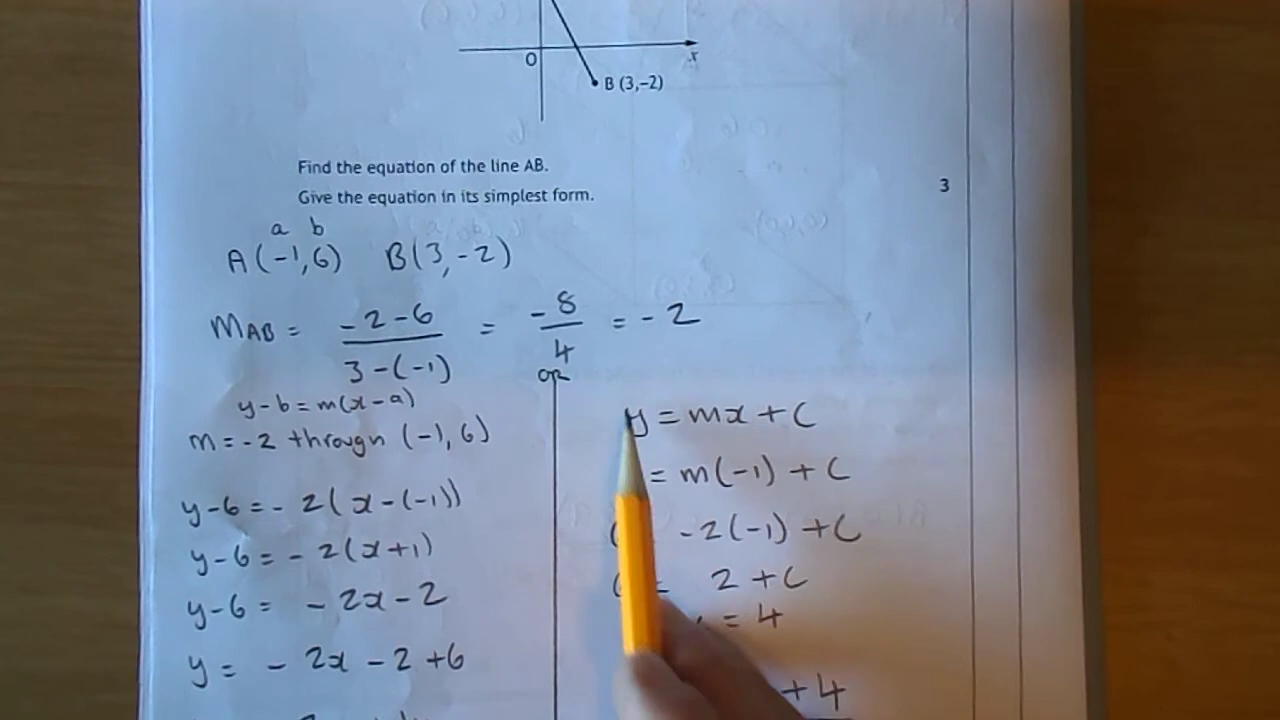 O
x
B (3,-2)
Find the equation of the line AB.
Give the equation in its simplest form.
3
a b
A(-1,6) B(3,-2)
MAB = -2-6 / 3-(-1) = -8 / 4 = -2
y-b=m(x-a)
m=-2 through (-1,6)
y-6=-2(x-(-1))
y-6=-2(x+1)
y-6= -2x-2
y= -2x-2+6
OR
y=mx+C
=m(-1)+C
-2(-1)+C
2+C
=4
+4